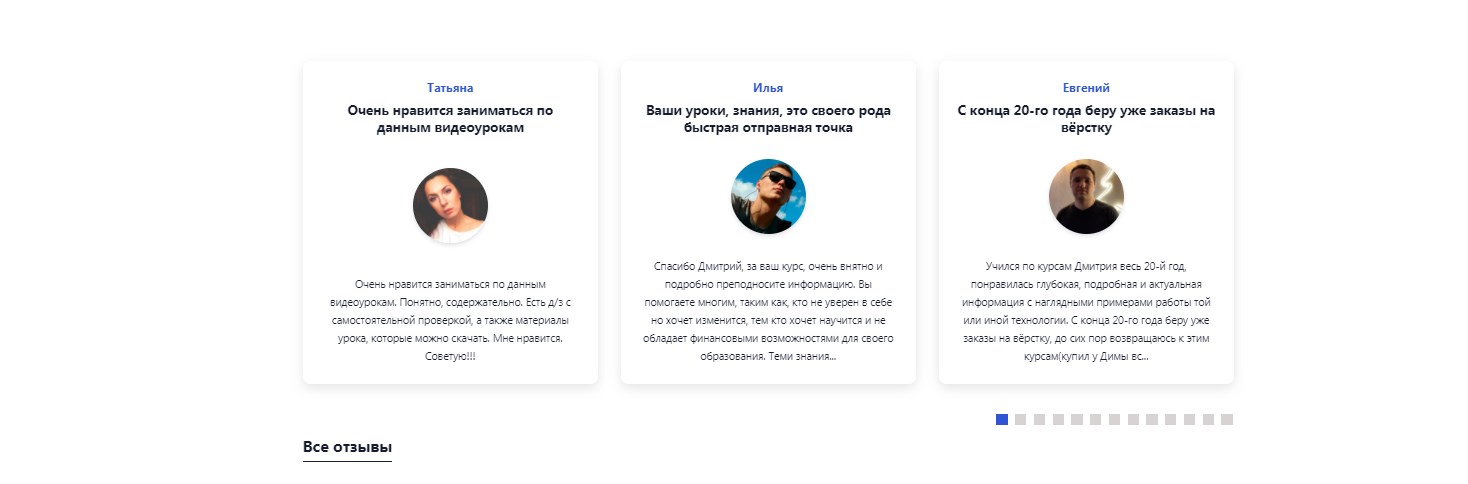 Татьяна
Очень нравится заниматься по
данным видеоурокам
Очень нравится заниматься по данным
видеоурокам. Понятно, содержательно. Есть д/з с
самостоятельной проверкой, а также материалы
урока, которые можно скачать. Мне нравится.
Советую!!!
Илья
Ваши уроки, знания, это своего рода
быстрая отправная точка
Спасибо Дмитрий, за ваш курс, очень внятно и
подробно преподносите информацию. Вы
помогаете многим, таким как, кто не уверен в себе
но хочет изменится, тем кто хочет научится и не
обладает финансовыми возможностями для своего
образования. Теми знания...
Евгений
С конца 20-го года беру уже заказы на
вёрстку
Учился по курсам Дмитрия весь 20-й год,
понравилась глубокая, подробная и актуальная
информация с наглядными примерами работы той
или иной технологии. С конца 20-го года беру уже
заказы на вёрстку, до сих пор возвращаюсь к этим
курсам(купил у Димы вс...
Все отзывы